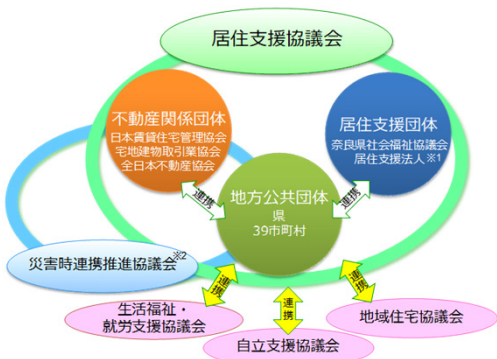 居住支援協議会
不動産関係団体
日本賃貸住宅管理協会
宅地建物取引業協会
全日本不動産協会
居住支援団体
奈良県社会福祉協議会
居住支援法人※1
連携
連携
地方公共団体
県
39市町村
災害時連携推進協議会※2
連携
連携
連携
生活福祉・
就労支援協議会
自立支援協議会
地域住宅協議会